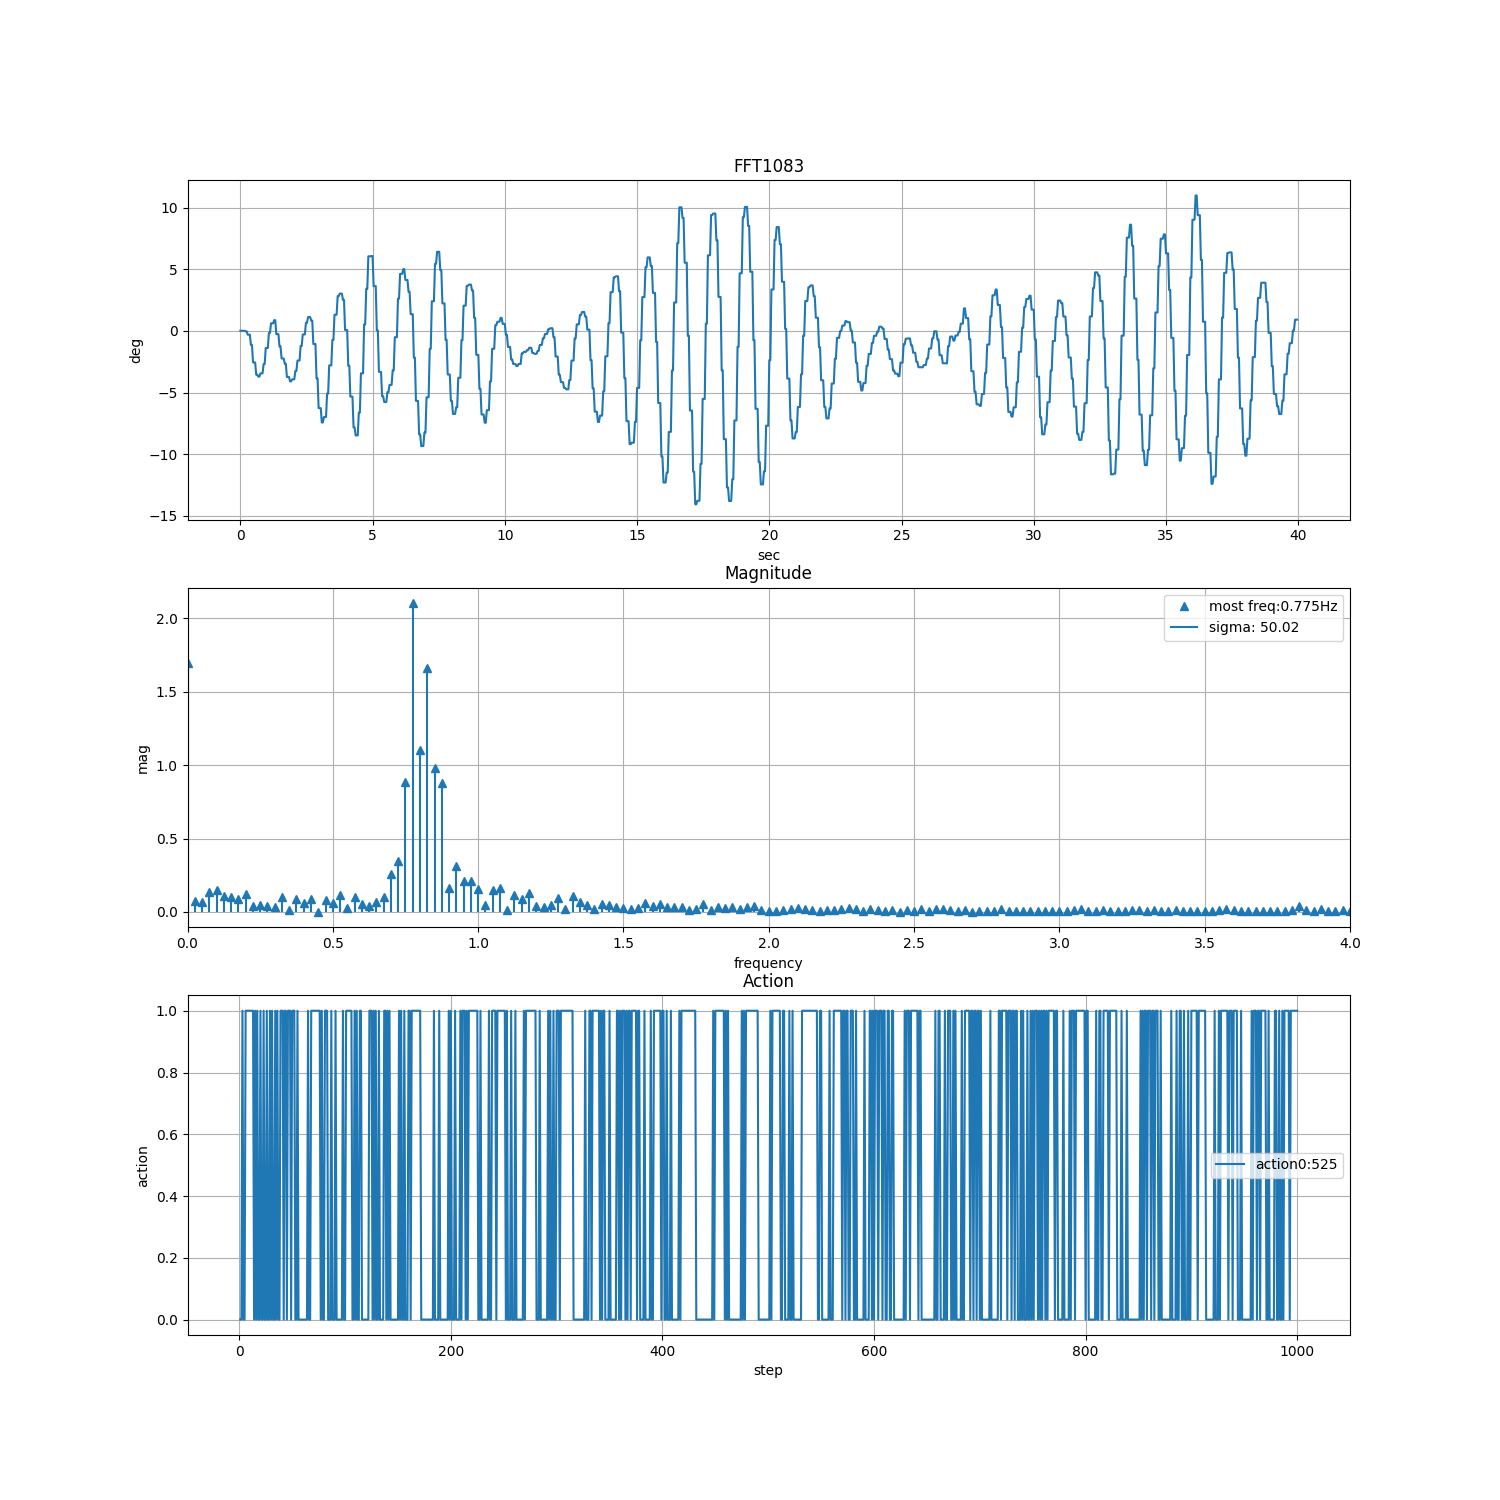 FFT1083
10
5
0
−5
−10
−15
deg
0 5 10 15 20 25 30 35 40
sec
Magnitude
most freq:0.775Hz
sigma: 50.02
2.0
1.5
1.0
0.5
0.0
mag
0.0 0.5 1.0 1.5 2.0 2.5 3.0 3.5 4.0
frequency
Action
1.0
0.8
0.6
0.4
0.2
0.0
action
action0:525
0 200 400 600 800 1000
step